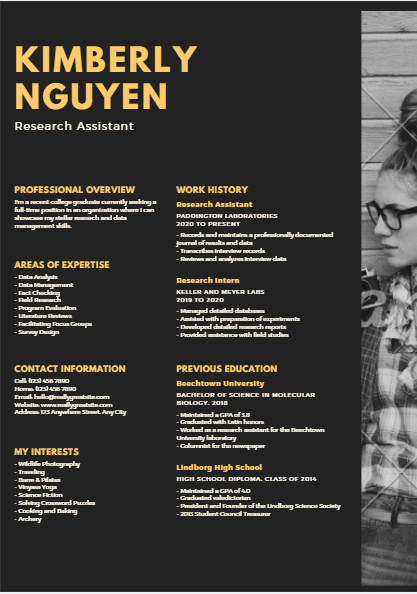 KIMBERLY
NGUYEN
Research Assistant
PROFESSIONAL OVERVIEW
I'm a recent college graduate currently seeking a
full-time position in an organization where I can
showcase my stellar research and data
management skills.
AREAS OF EXPERTISE
- Data Analysis
- Data Management
- Fact Checking
- Field Research
- Program Evaluation
- Literature Reviews
- Facilitating Focus Groups
- Survey Design
CONTACT INFORMATION
Cell: (123) 456 7890
Home: (123) 456 7890
Email: hello@reallygreatsite.com
Website: www.reallygreatsite.com
Address: 123 Anywhere Street. Any City
MY INTERESTS
- Wildlife Photography
- Traveling
- Barre & Pilates
- Vinyasa Yoga
- Science Fiction
- Solving Crossword Puzzles
- Cooking and Baking
- Archery
WORK HISTORY
Research Assistant
PADDINGTON LABORATORIES
2020 TO PRESENT
- Records and maintains a professionally documented
journal of results and data
- Transcribes interview records
- Reviews and analyzes interview data
Research Intern
KELLER AND MEYER LABS
2019 TO 2020
- Managed detailed databases
- Assisted with preparation of experiments
- Developed detailed research reports
- Provided assistance with field studies
PREVIOUS EDUCATION
Beechtown University
BACHELOR OF SCIENCE IN MOLECULAR
BIOLOGY. 2018
- Maintained a GPA of 3.8
- Graduated with Latin honors
- Worked as a research assistant for the Beechtown
University laboratory
- Columnist for the newspaper
Lindborg High School
HIGH SCHOOL DIPLOMA. CLASS OF 2014
- Maintained a GPA of 4.0
- Graduated valedictorian
- President and Founder of the Lindborg Science Society
- 2013 Student Council Treasurer